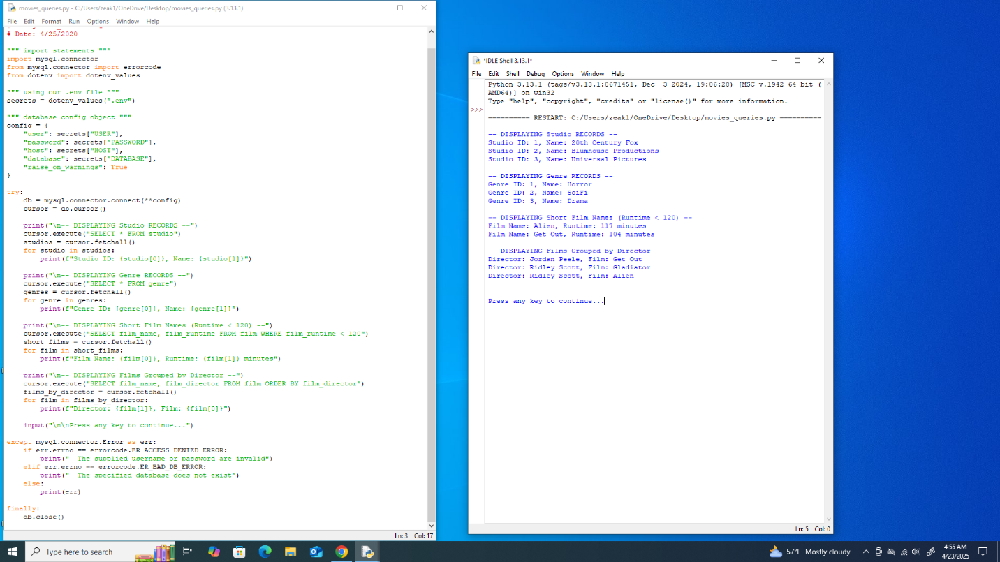 movies_queries.py - C:/Users/zeak1/OneDrive/Desktop/movies_queries.py (3.13.1)
File Edit Format Run Options Window Help
# Date: 4/25/2020
""" import statements """
import mysql.connector
from mysql.connector import errorcode
from dotenv import dotenv_values
""" using our .env file """
secrets = dotenv_values(".env")
""" database config object """
config = {
    "user": secrets["USER"],
    "password": secrets["PASSWORD"],
    "host": secrets["HOST"],
    "database": secrets["DATABASE"],
    "raise_on_warnings": True
}
try:
    db = mysql.connector.connect(**config)
    cursor = db.cursor()
    print("\n-- DISPLAYING Studio RECORDS --")
    cursor.execute("SELECT * FROM studio")
    studios = cursor.fetchall()
    for studio in studios:
        print(f"Studio ID: {studio[0]}, Name: {studio[1]}")
    print("\n-- DISPLAYING Genre RECORDS --")
    cursor.execute("SELECT * FROM genre")
    genres = cursor.fetchall()
    for genre in genres:
        print(f"Genre ID: {genre[0]}, Name: {genre[1]}")
    print("\n-- DISPLAYING Short Film Names (Runtime < 120) --")
    cursor.execute("SELECT film_name, film_runtime FROM film WHERE film_runtime < 120")
    short_films = cursor.fetchall()
    for film in short_films:
        print(f"Film Name: {film[0]}, Runtime: {film[1]} minutes")
    print("\n-- DISPLAYING Films Grouped by Director --")
    cursor.execute("SELECT film_name, film_director FROM film ORDER BY film_director")
    films_by_director = cursor.fetchall()
    for film in films_by_director:
        print(f"Director: {film[1]}, Film: {film[0]}")
    input("\n\nPress any key to continue...")
except mysql.connector.Error as err:
    if err.errno == errorcode.ER_ACCESS_DENIED_ERROR:
        print("  The supplied username or password are invalid")
    elif err.errno == errorcode.ER_BAD_DB_ERROR:
        print("  The specified database does not exist")
    else:
        print(err)
finally:
    db.close()
Ln: 3 Col: 17
*IDLE Shell 3.13.1*
File Edit Shell Debug Options Window Help
Python 3.13.1 (tags/v3.13.1:0671451, Dec  3 2024, 19:06:28) [MSC v.1942 64 bit (
AMD64)] on win32
Type "help", "copyright", "credits" or "license()" for more information.
>>>
========== RESTART: C:/Users/zeak1/OneDrive/Desktop/movies_queries.py ==========
-- DISPLAYING Studio RECORDS --
Studio ID: 1, Name: 20th Century Fox
Studio ID: 2, Name: Blumhouse Productions
Studio ID: 3, Name: Universal Pictures
-- DISPLAYING Genre RECORDS --
Genre ID: 1, Name: Horror
Genre ID: 2, Name: SciFi
Genre ID: 3, Name: Drama
-- DISPLAYING Short Film Names (Runtime < 120) --
Film Name: Alien, Runtime: 117 minutes
Film Name: Get Out, Runtime: 104 minutes
-- DISPLAYING Films Grouped by Director --
Director: Jordan Peele, Film: Get Out
Director: Ridley Scott, Film: Gladiator
Director: Ridley Scott, Film: Alien
Press any key to continue...
Ln: 5 Col: 0
Type here to search
57°F Mostly cloudy
4:55 AM
4/23/2025